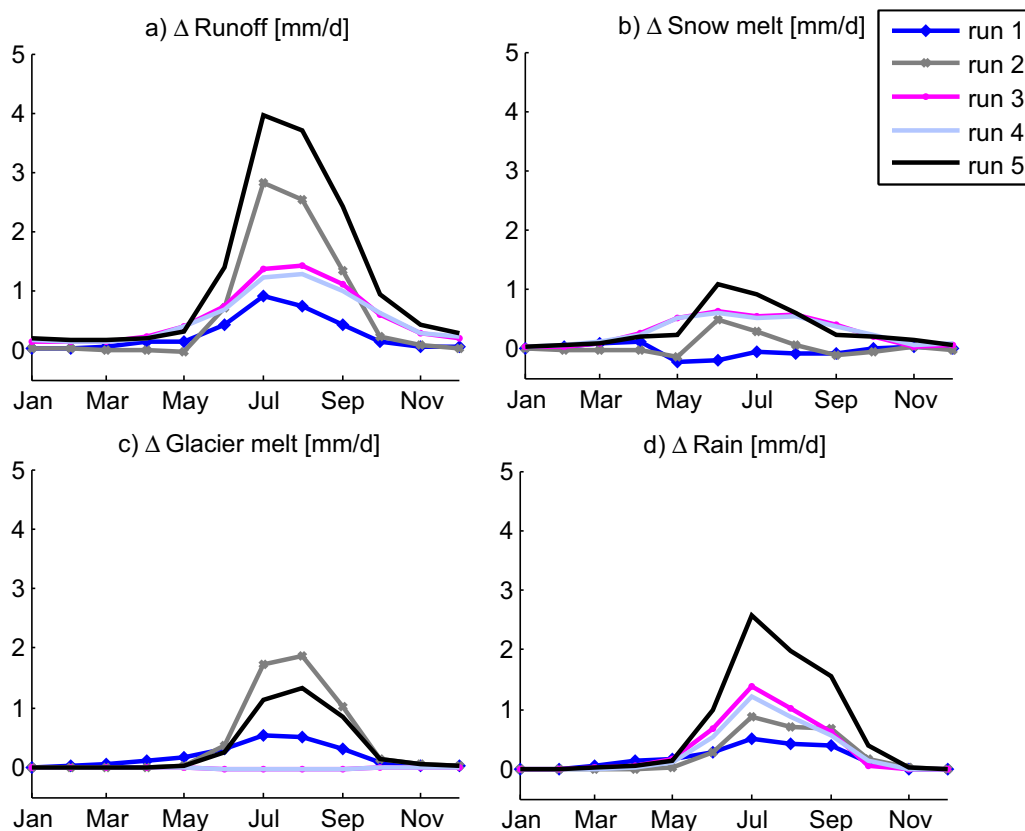 a) Δ Runoff [mm/d]
5
4
3
2
1
0
Jan Mar May Jul Sep Nov
b) Δ Snow melt [mm/d]
5
4
3
2
1
0
Jan Mar May Jul Sep Nov
run 1
run 2
run 3
run 4
run 5
c) Δ Glacier melt [mm/d]
5
4
3
2
1
0
Jan Mar May Jul Sep Nov
d) Δ Rain [mm/d]
5
4
3
2
1
0
Jan Mar May Jul Sep Nov